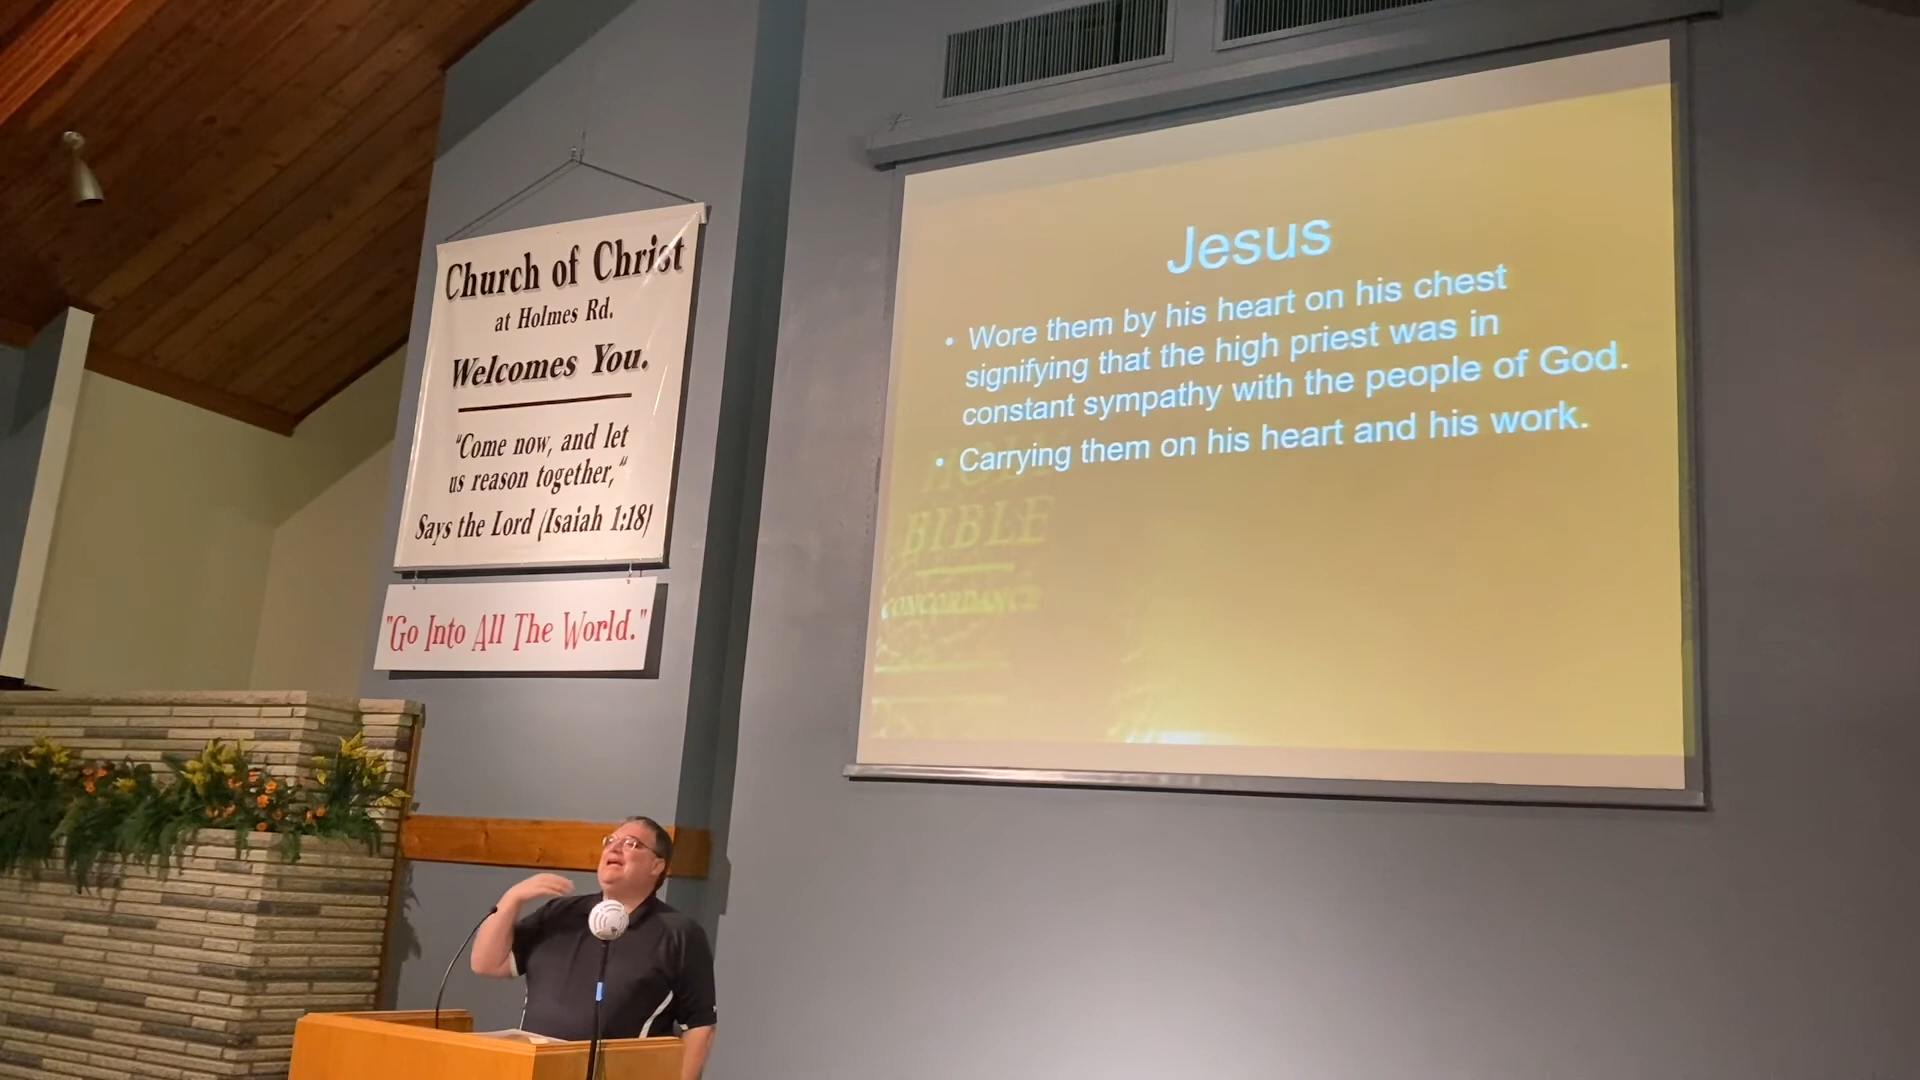 Church of Christ
at Holmes Rd.
Welcomes You.
"Come now, and let
us reason together,"
Says the Lord (Isaiah 1:18)
"Go Into All The World."
Jesus
• Wore them by his heart on his chest
signifying that the high priest was in
constant sympathy with the people of God.
• Carrying them on his heart and his work.
HOLY
BIBLE
CONCORDANCE